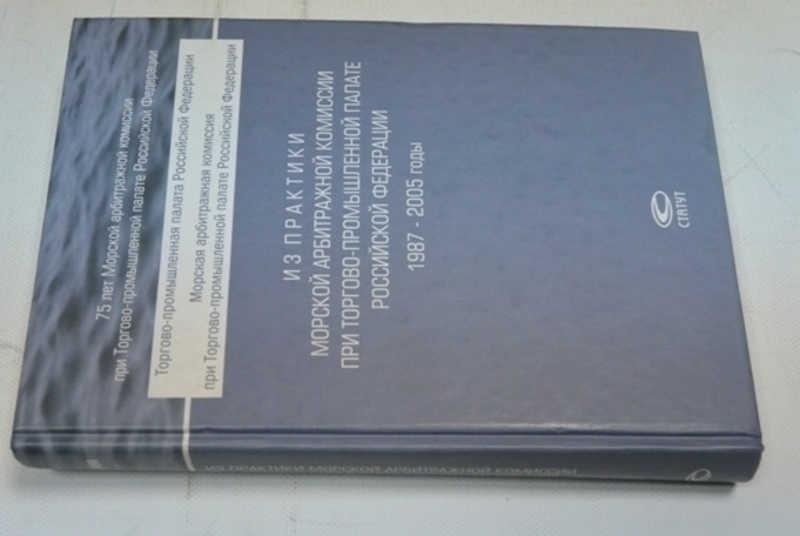 75 лет Морской арбитражной комиссии
при Торгово-промышленной палате Российской Федерации
Торгово-промышленная палата Российской Федерации
Морская арбитражная комиссия
при Торгово-промышленной палате Российской Федерации
ИЗ ПРАКТИКИ
МОРСКОЙ АРБИТРАЖНОЙ КОМИССИИ
ПРИ ТОРГОВО-ПРОМЫШЛЕННОЙ ПАЛАТЕ
РОССИЙСКОЙ ФЕДЕРАЦИИ
1987 - 2005 годы
СТАТУТ
ИЗ ПРАКТИКИ МОРСКОЙ АРБИТРАЖНОЙ КОМИССИИ